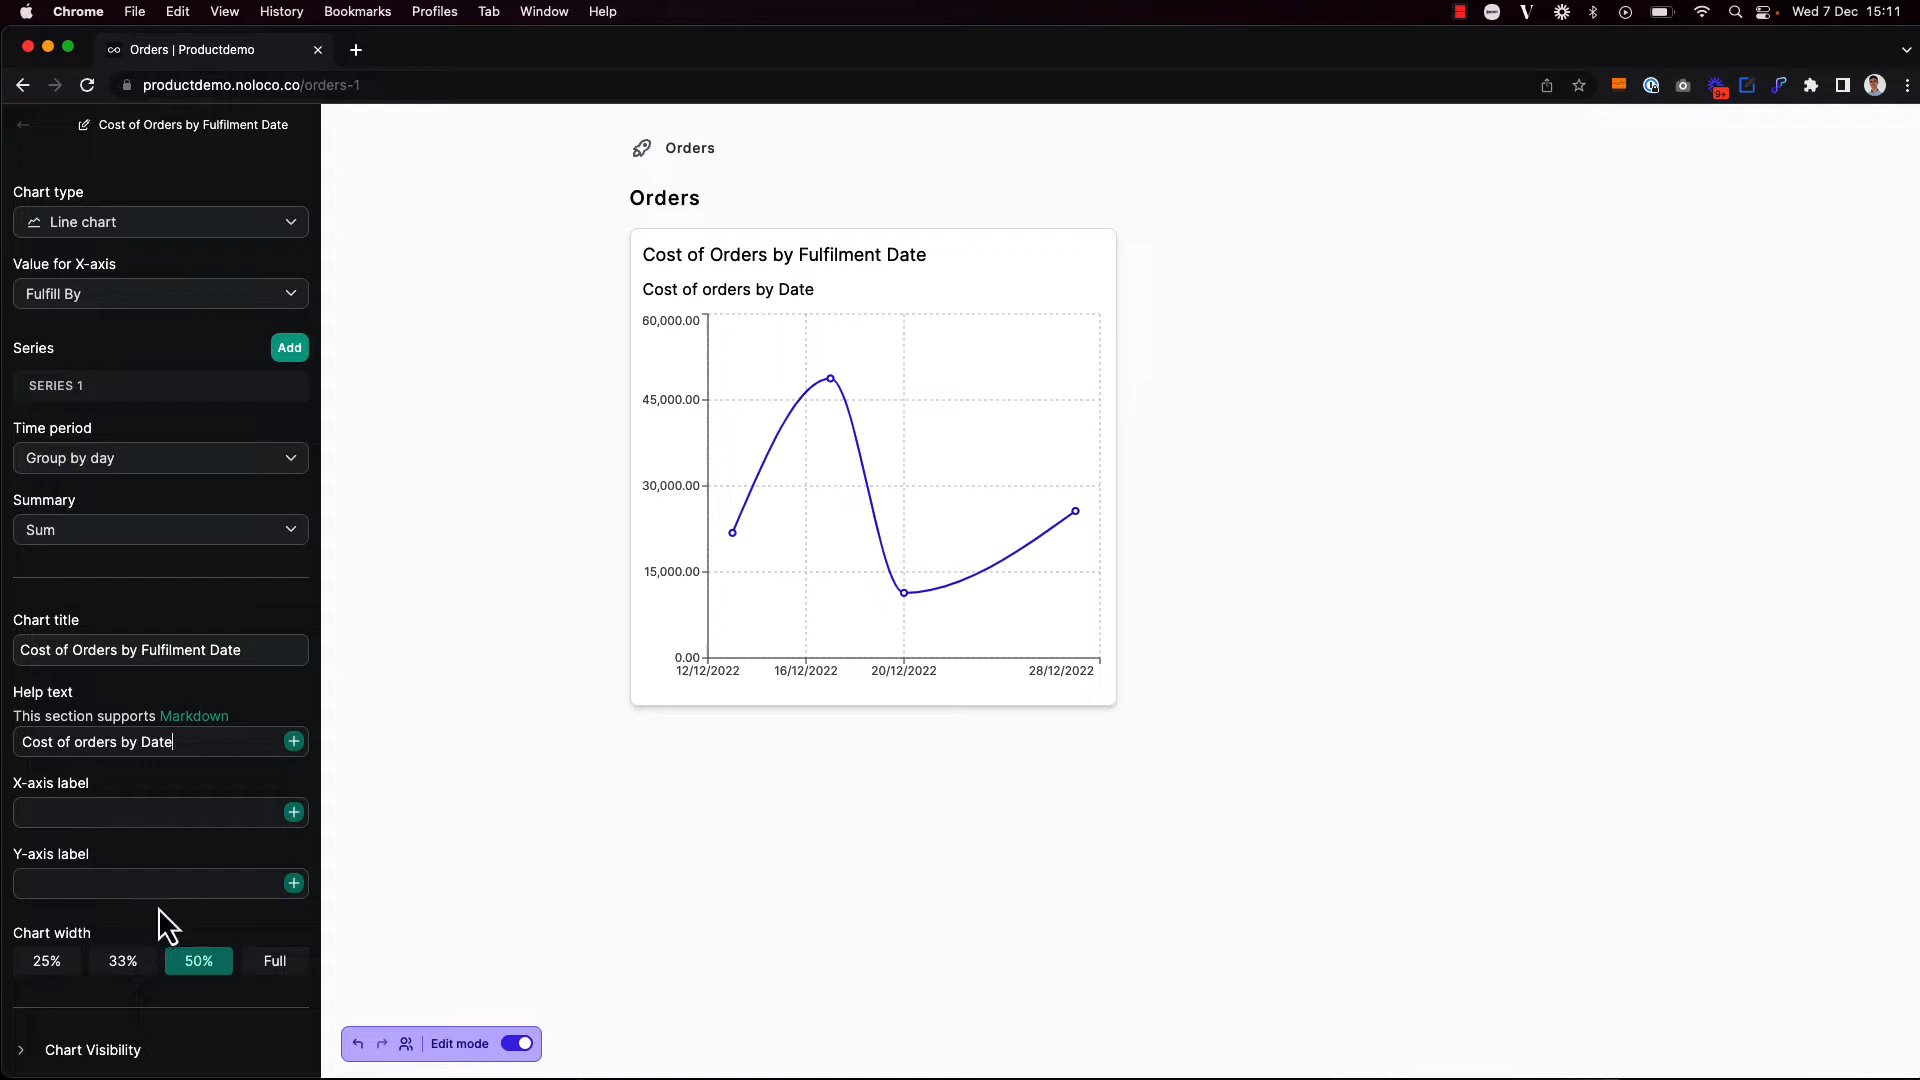 Chrome File Edit View History Bookmarks Profiles Tab Window Help zoom V Wed 7 Dec 15:11
Orders | Productdemo
productdemo.noloco.co/orders-1
9+
Cost of Orders by Fulfilment Date
Chart type
Line chart
Value for X-axis
Fulfill By
Series Add
SERIES 1
Time period
Group by day
Summary
Sum
Chart title
Cost of Orders by Fulfilment Date
Help text
This section supports Markdown
Cost of orders by Date
X-axis label
Y-axis label
Chart width
25% 33% 50% Full
Chart Visibility
Orders
Orders
Cost of Orders by Fulfilment Date
Cost of orders by Date
60,000.00
45,000.00
30,000.00
15,000.00
0.00
12/12/2022 16/12/2022 20/12/2022 28/12/2022
Edit mode